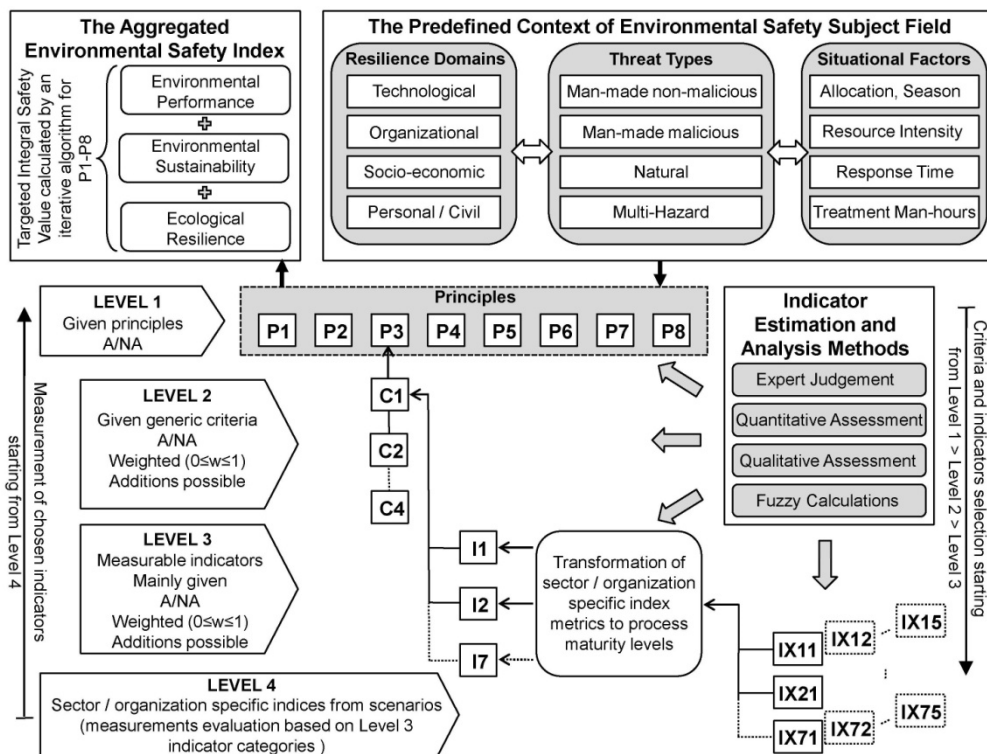 The Aggregated
Environmental Safety Index
Targeted Integral Safety
Value calculated by an
iterative algorithm for
P1-P8
Environmental
Performance
Environmental
Sustainability
Ecological
Resilience
The Predefined Context of Environmental Safety Subject Field
Resilience Domains
Technological
Organizational
Socio-economic
Personal / Civil
Threat Types
Man-made non-malicious
Man-made malicious
Natural
Multi-Hazard
Situational Factors
Allocation, Season
Resource Intensity
Response Time
Treatment Man-hours
Measurement of chosen indicators
starting from Level 4
LEVEL 1
Given principles
A/NA
Principles
P1 P2 P3 P4 P5 P6 P7 P8
LEVEL 2
Given generic criteria
A/NA
Weighted (0≤w≤1)
Additions possible
C1
C2
C4
Indicator
Estimation and
Analysis Methods
Expert Judgement
Quantitative Assessment
Qualitative Assessment
Fuzzy Calculations
Criteria and indicators selection starting
from Level 1 > Level 2 > Level 3
LEVEL 3
Measurable indicators
Mainly given
A/NA
Weighted (0≤w≤1)
Additions possible
I1
I2
I7
Transformation of
sector / organization
specific index
metrics to process
maturity levels
IX11 IX12 IX15
IX21
IX71 IX72 IX75
LEVEL 4
Sector / organization specific indices from scenarios
(measurements evaluation based on Level 3
indicator categories )